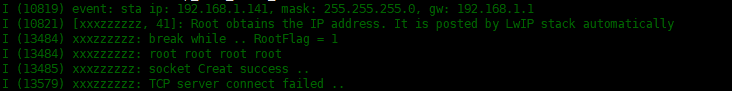 I (10819) event: sta ip: 192.168.1.141, mask: 255.255.255.0, gw: 192.168.1.1
I (10821) [xxxzzzzzz, 41]: Root obtains the IP address. It is posted by LwIP stack automatically
I (13484) xxxzzzzzz: break while .. RootFlag = 1
I (13484) xxxzzzzzz: root root root root
I (13485) xxxzzzzzz: socket Creat success ..
I (13579) xxxzzzzzz: TCP server connect failed ..